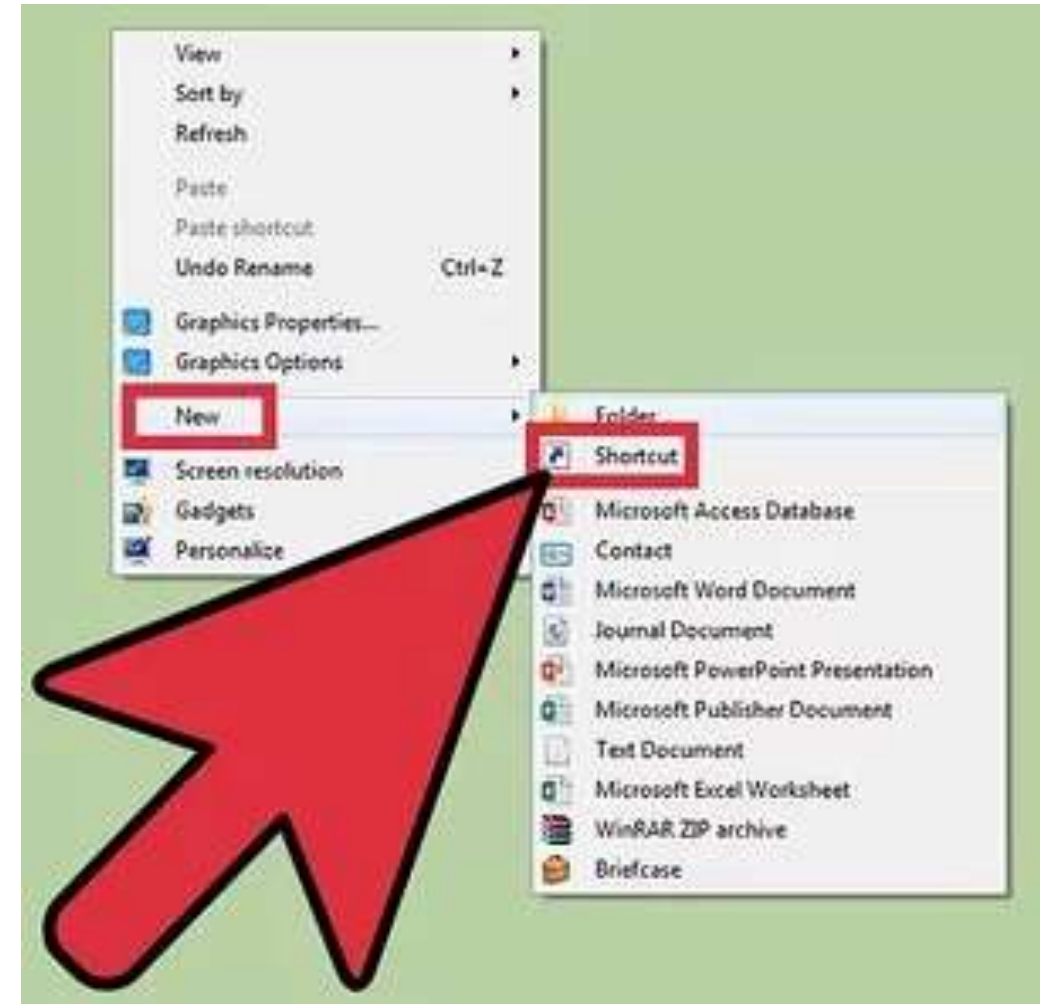 View
Sort by
Refresh
Paste
Paste shortcut
Undo Rename Ctrl+Z
Graphics Properties...
Graphics Options
New
Screen resolution
Gadgets
Personalize
Folder
Shortcut
Microsoft Access Database
Contact
Microsoft Word Document
Journal Document
Microsoft PowerPoint Presentation
Microsoft Publisher Document
Text Document
Microsoft Excel Worksheet
WinRAR ZIP archive
Briefcase